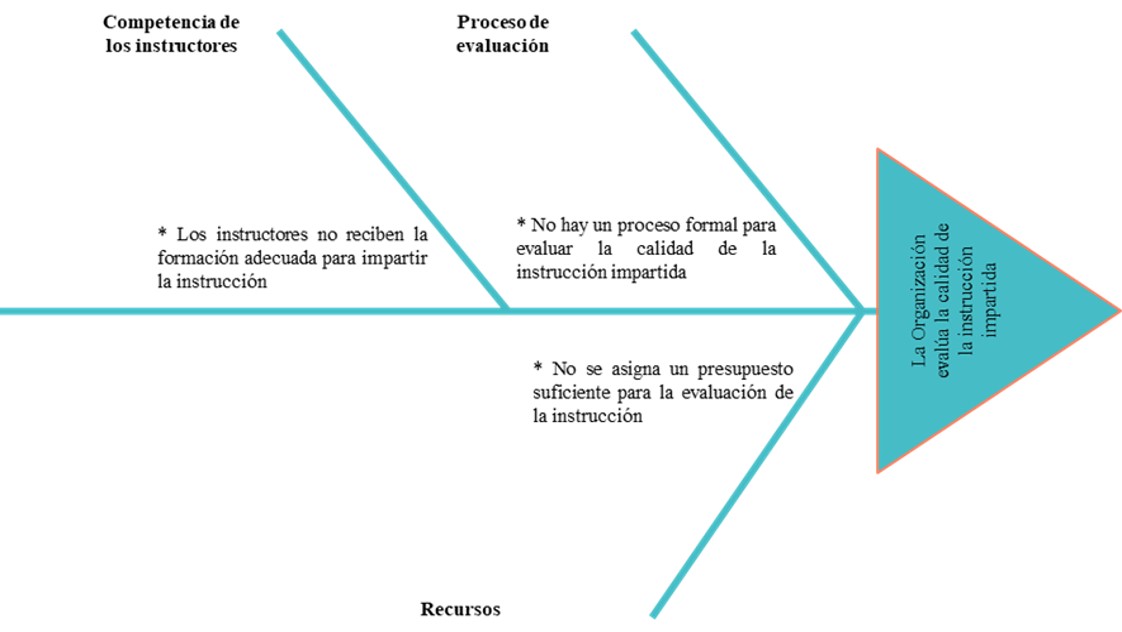 Competencia de
los instructores
Proceso de
evaluación
* Los instructores no reciben la
formación adecuada para impartir
la instrucción
* No hay un proceso formal para
evaluar la calidad de la
instrucción impartida
* No se asigna un presupuesto
suficiente para la evaluación de
la instrucción
La Organización
evalúa la calidad de
la instrucción
impartida
Recursos